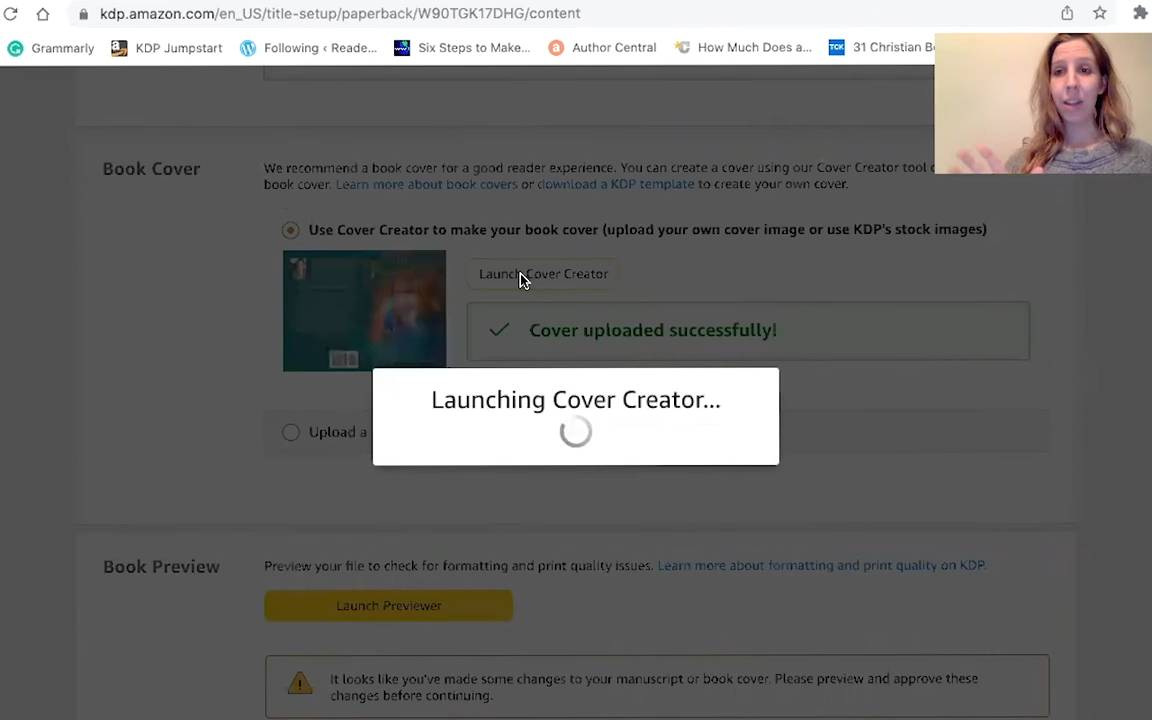 kdp.amazon.com/en_US/title-setup/paperback/W90TGK17DHG/content
Grammarly KDP Jumpstart Following ‹ Reade... Six Steps to Make... Author Central How Much Does a... 31 Christian Bo
Book Cover
We recommend a book cover for a good reader experience. You can create a cover using our Cover Creator tool
book cover. Learn more about book covers or download a KDP template to create your own cover.
Use Cover Creator to make your book cover (upload your own cover image or use KDP's stock images)
Launch Cover Creator
Cover uploaded successfully!
Launching Cover Creator...
Upload a
Book Preview
Preview your file to check for formatting and print quality issues. Learn more about formatting and print quality on KDP.
Launch Previewer
It looks like you've made some changes to your manuscript or book cover. Please preview and approve these
changes before continuing.